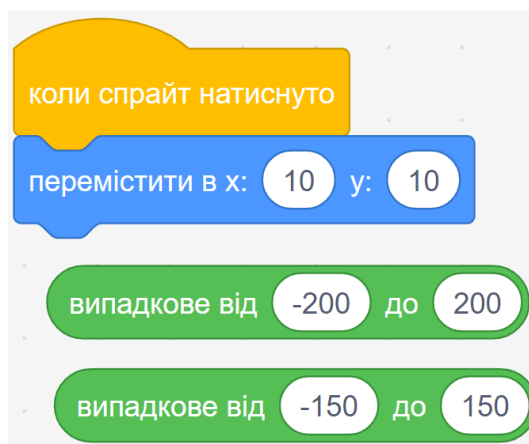 коли спрайт натиснуто
перемістити в x: 10 y: 10
випадкове від -200 до 200
випадкове від -150 до 150